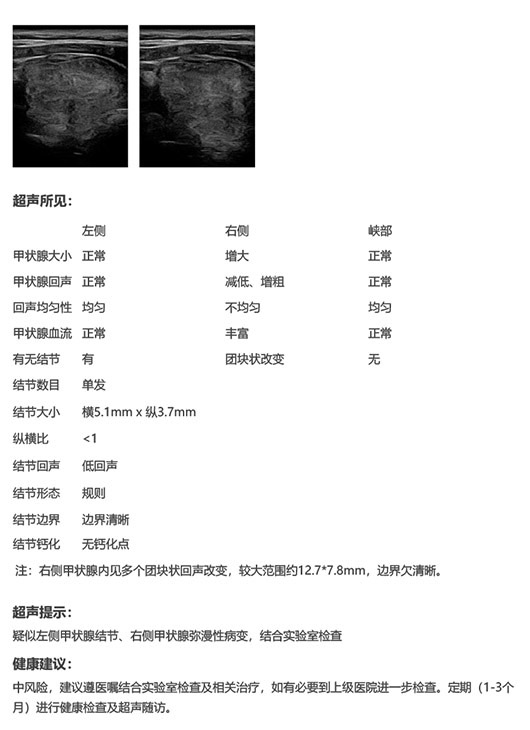 超声所见：
左侧 右侧 峡部
甲状腺大小 正常 增大 正常
甲状腺回声 正常 减低、增粗 正常
回声均匀性 均匀 不均匀 均匀
甲状腺血流 正常 丰富 正常
有无结节 有 团块状改变 无
结节数目 单发
结节大小 横5.1mm x 纵3.7mm
纵横比 <1
结节回声 低回声
结节形态 规则
结节边界 边界清晰
结节钙化 无钙化点
注：右侧甲状腺内见多个团块状回声改变，较大范围约12.7*7.8mm，边界欠清晰。
超声提示：
疑似左侧甲状腺结节、右侧甲状腺弥漫性病变，结合实验室检查
健康建议：
中风险，建议遵医嘱结合实验室检查及相关治疗，如有必要到上级医院进一步检查。定期（1-3个
月）进行健康检查及超声随访。